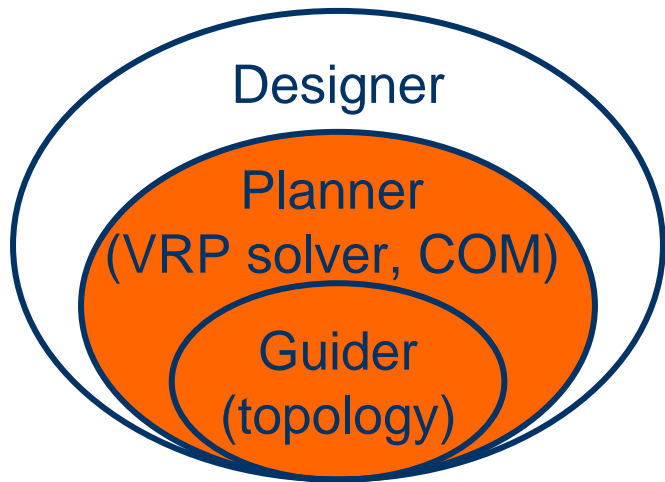 Designer
Planner
(VRP solver, COM)
Guider
(topology)